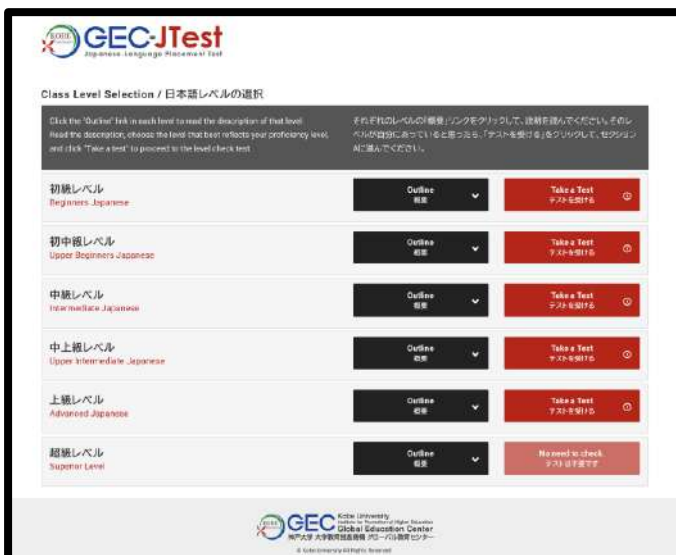 KOBE
GEC-JTest
Japanese-Language Placement Test
Class Level Selection / 日本語レベルの選択
Click the "Outline" link in each level to read the description of that level.
Read the description, choose the level that best reflects your proficiency level,
and click "Take a test" to proceed to the level check test.
それぞれのレベルの「概要」リンクをクリックして、説明を読んでください。そのレ
ベルが自分にあっていると思ったら、「テストを受ける」をクリックして、セクション
Aに進んでください。
初級レベル
Beginners Japanese
Outline
概要
Take a Test
テストを受ける
初中級レベル
Upper Beginners Japanese
Outline
概要
Take a Test
テストを受ける
中級レベル
Intermediate Japanese
Outline
概要
Take a Test
テストを受ける
中上級レベル
Upper Intermediate Japanese
Outline
概要
Take a Test
テストを受ける
上級レベル
Advanced Japanese
Outline
概要
Take a Test
テストを受ける
超級レベル
Superior Level
Outline
概要
No need to check.
テストは不要です
GEC
Kobe University
Institute for Promotion of Higher Education
Global Education Center
神戸大学 大学教育推進機構 グローバル教育センター
© Kobe University All Rights Reserved